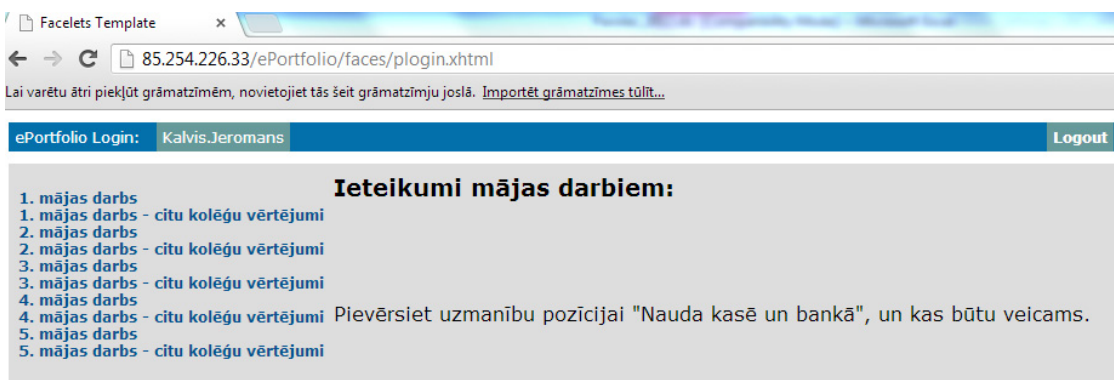 Facelets Template
85.254.226.33/ePortfolio/faces/plogin.xhtml
Lai varētu ātri piekļūt grāmatzīmēm, novietojiet tās šeit grāmatzīmju joslā. Importēt grāmatzīmes tūlīt...
ePortfolio Login: Kalvis.Jeromans Logout
Ieteikumi mājas darbiem:
1. mājas darbs
1. mājas darbs - citu kolēģu vērtējumi
2. mājas darbs
2. mājas darbs - citu kolēģu vērtējumi
3. mājas darbs
3. mājas darbs - citu kolēģu vērtējumi
4. mājas darbs
4. mājas darbs - citu kolēģu vērtējumi
5. mājas darbs
5. mājas darbs - citu kolēģu vērtējumi
Pievērsiet uzmanību pozīcijai "Nauda kasē un bankā", un kas būtu veicams.